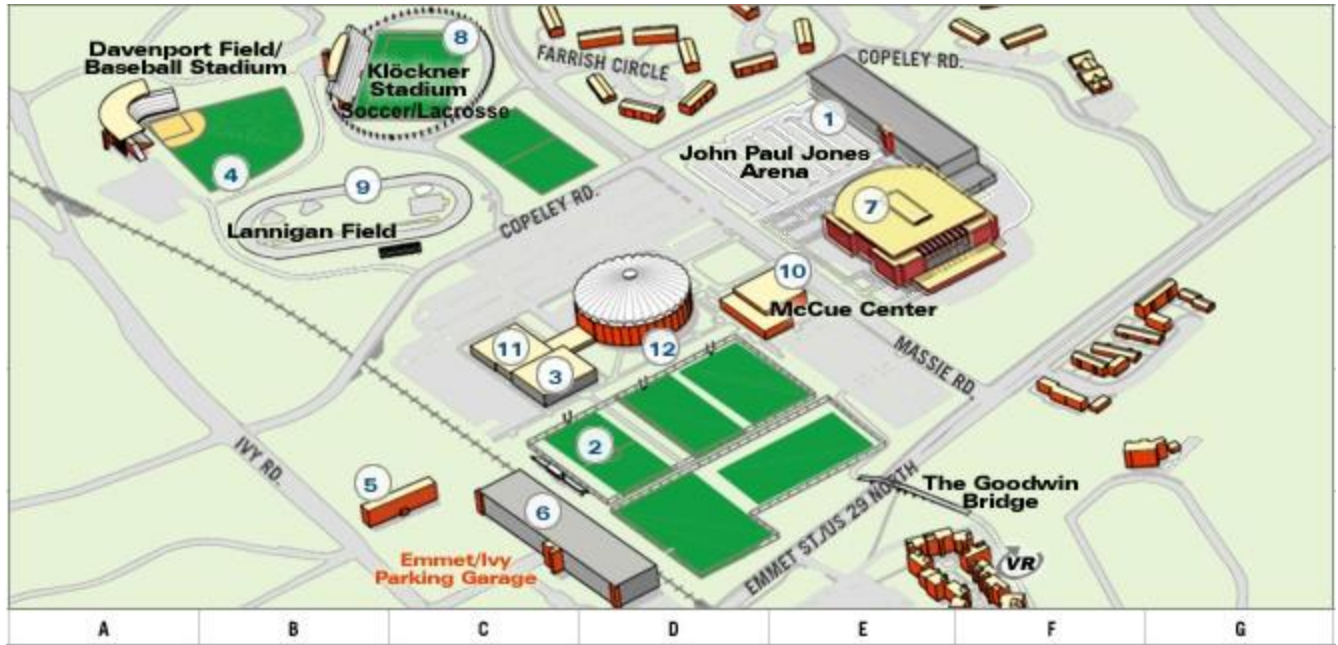 Davenport Field/
Baseball Stadium
8
Klöckner
Stadium
Soccer/Lacrosse
FARRISH CIRCLE
COPELEY RD.
1
John Paul Jones
Arena
4
9
Lannigan Field
COPELEY RD.
7
10
McCue Center
11
12
3
MASSIE RD.
2
IVY RD.
5
6
Emmet/Ivy
Parking Garage
EMMET ST./US 29 NORTH
The Goodwin
Bridge
VR
A B C D E F G